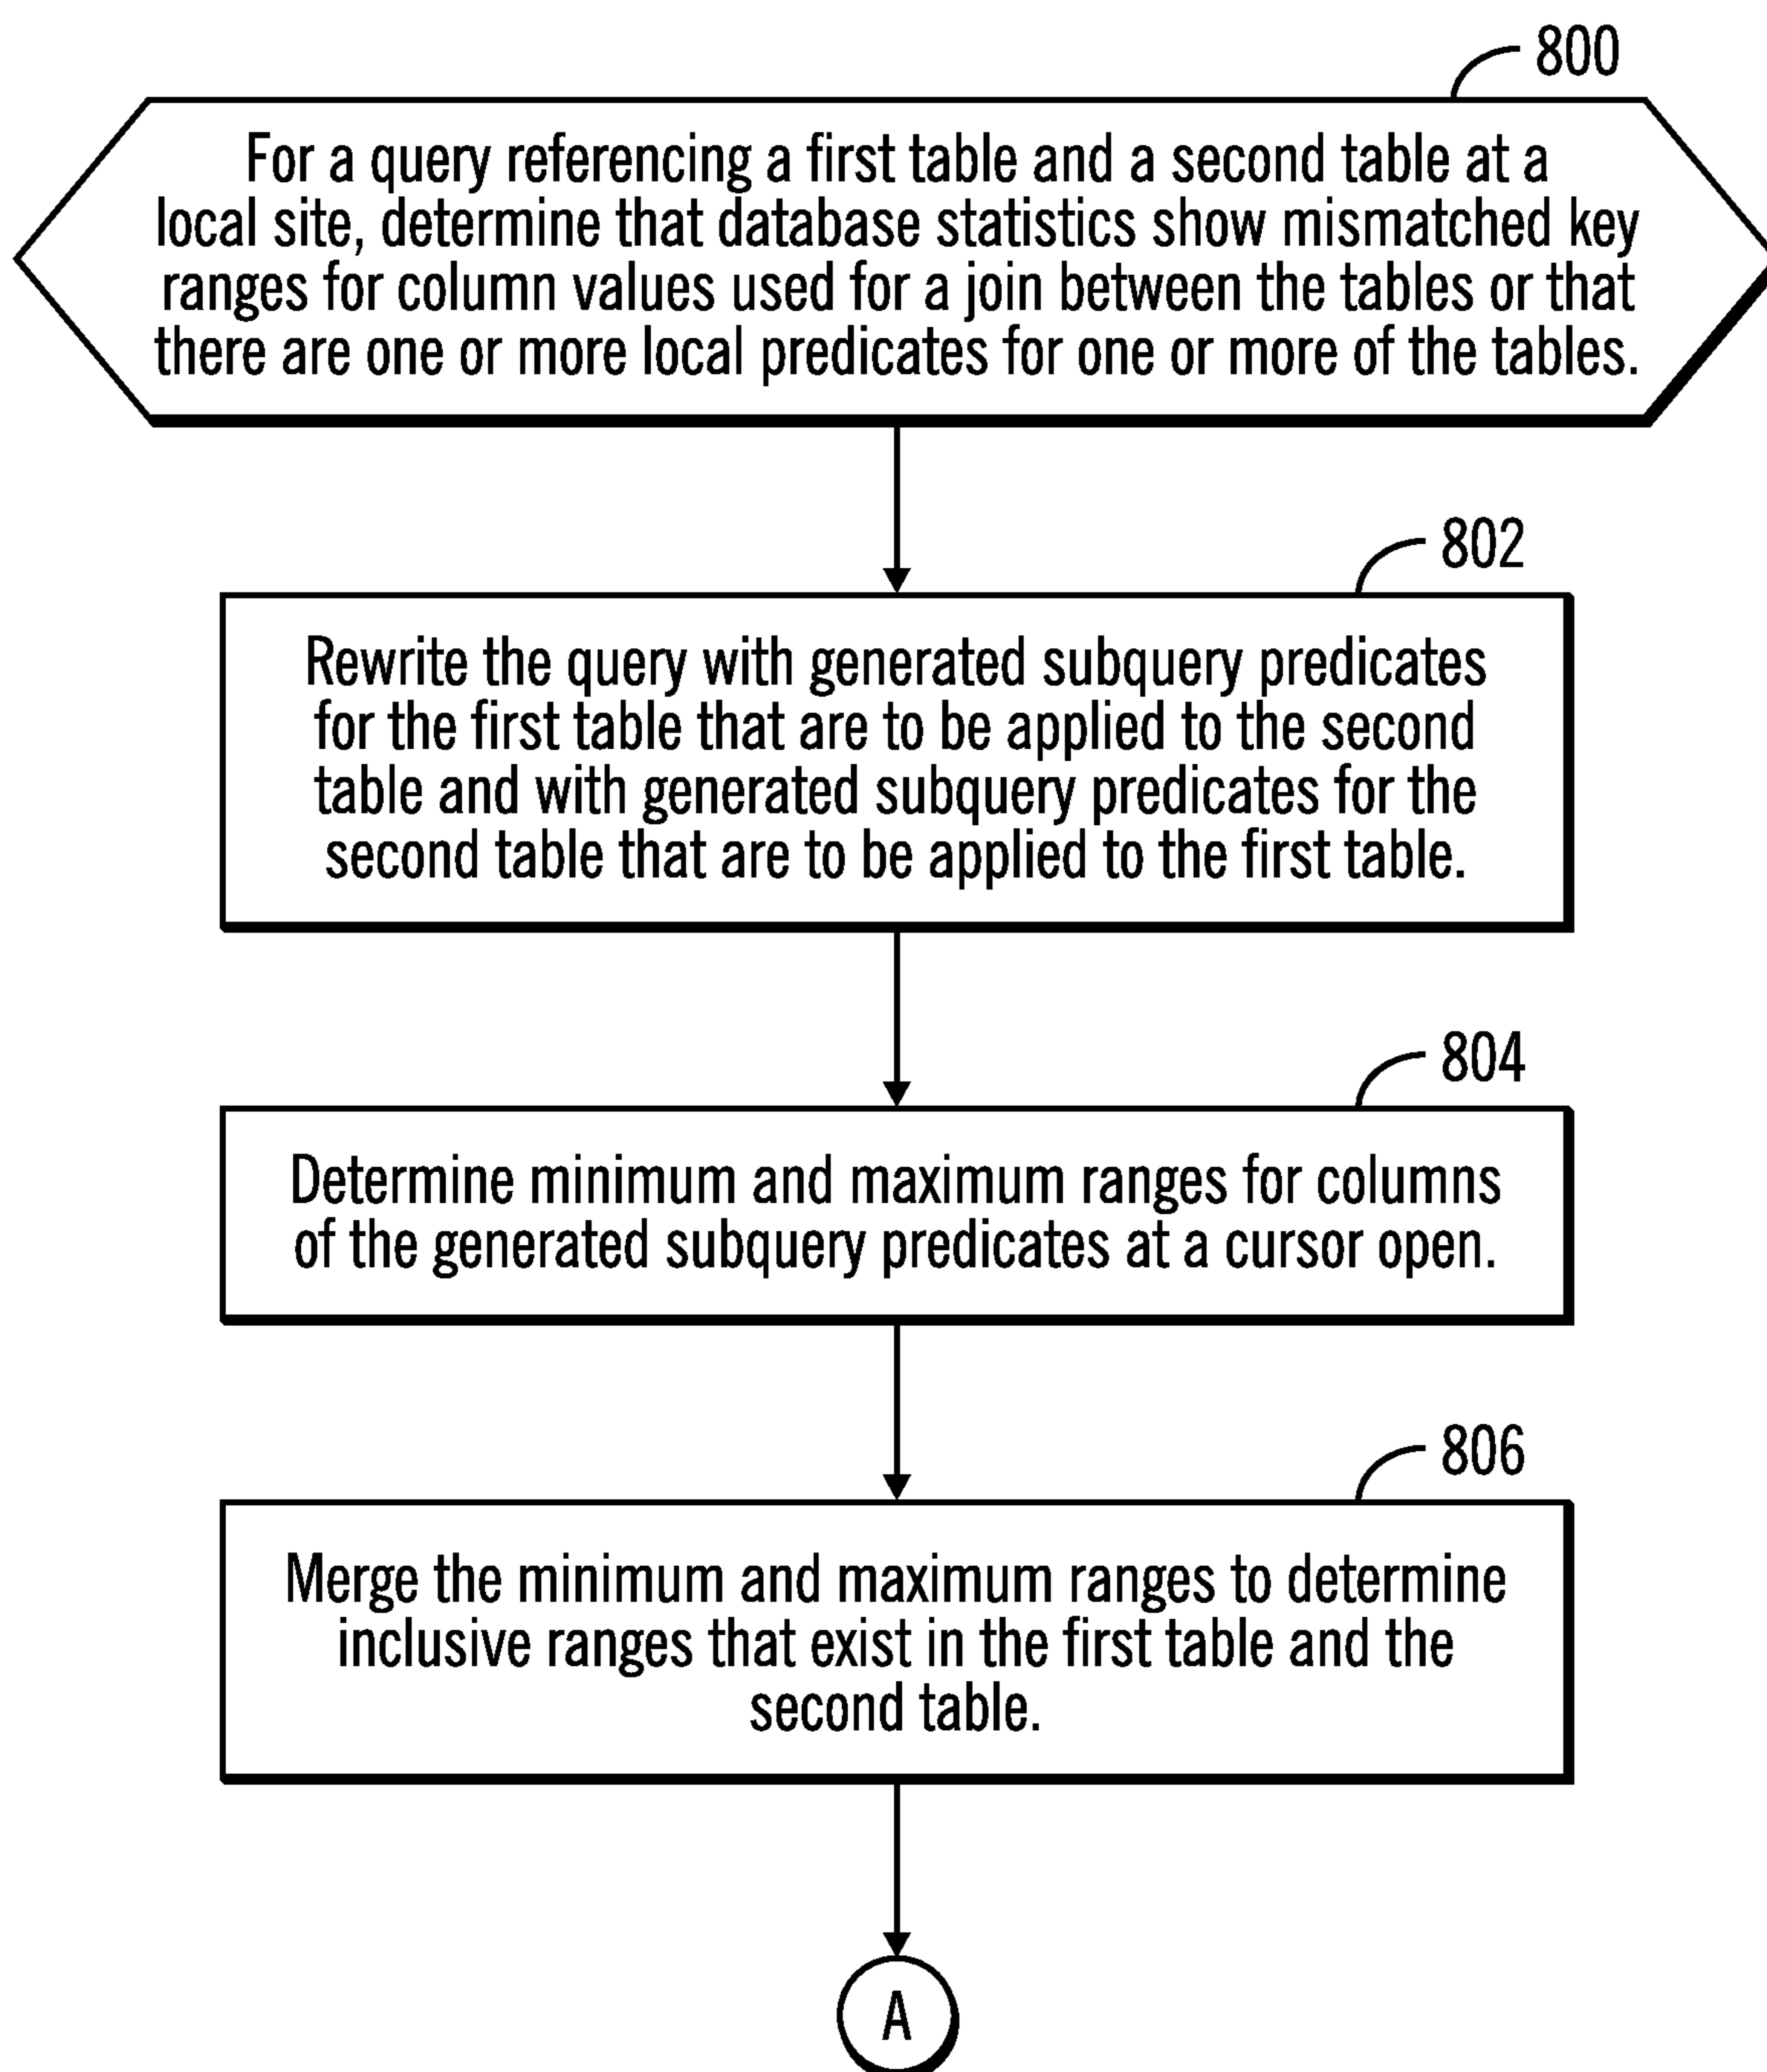 800
For a query referencing a first table and a second table at a
local site, determine that database statistics show mismatched key
ranges for column values used for a join between the tables or that
there are one or more local predicates for one or more of the tables.
802
Rewrite the query with generated subquery predicates
for the first table that are to be applied to the second
table and with generated subquery predicates for the
second table that are to be applied to the first table.
804
Determine minimum and maximum ranges for columns
of the generated subquery predicates at a cursor open.
806
Merge the minimum and maximum ranges to determine
inclusive ranges that exist in the first table and the
second table.
A